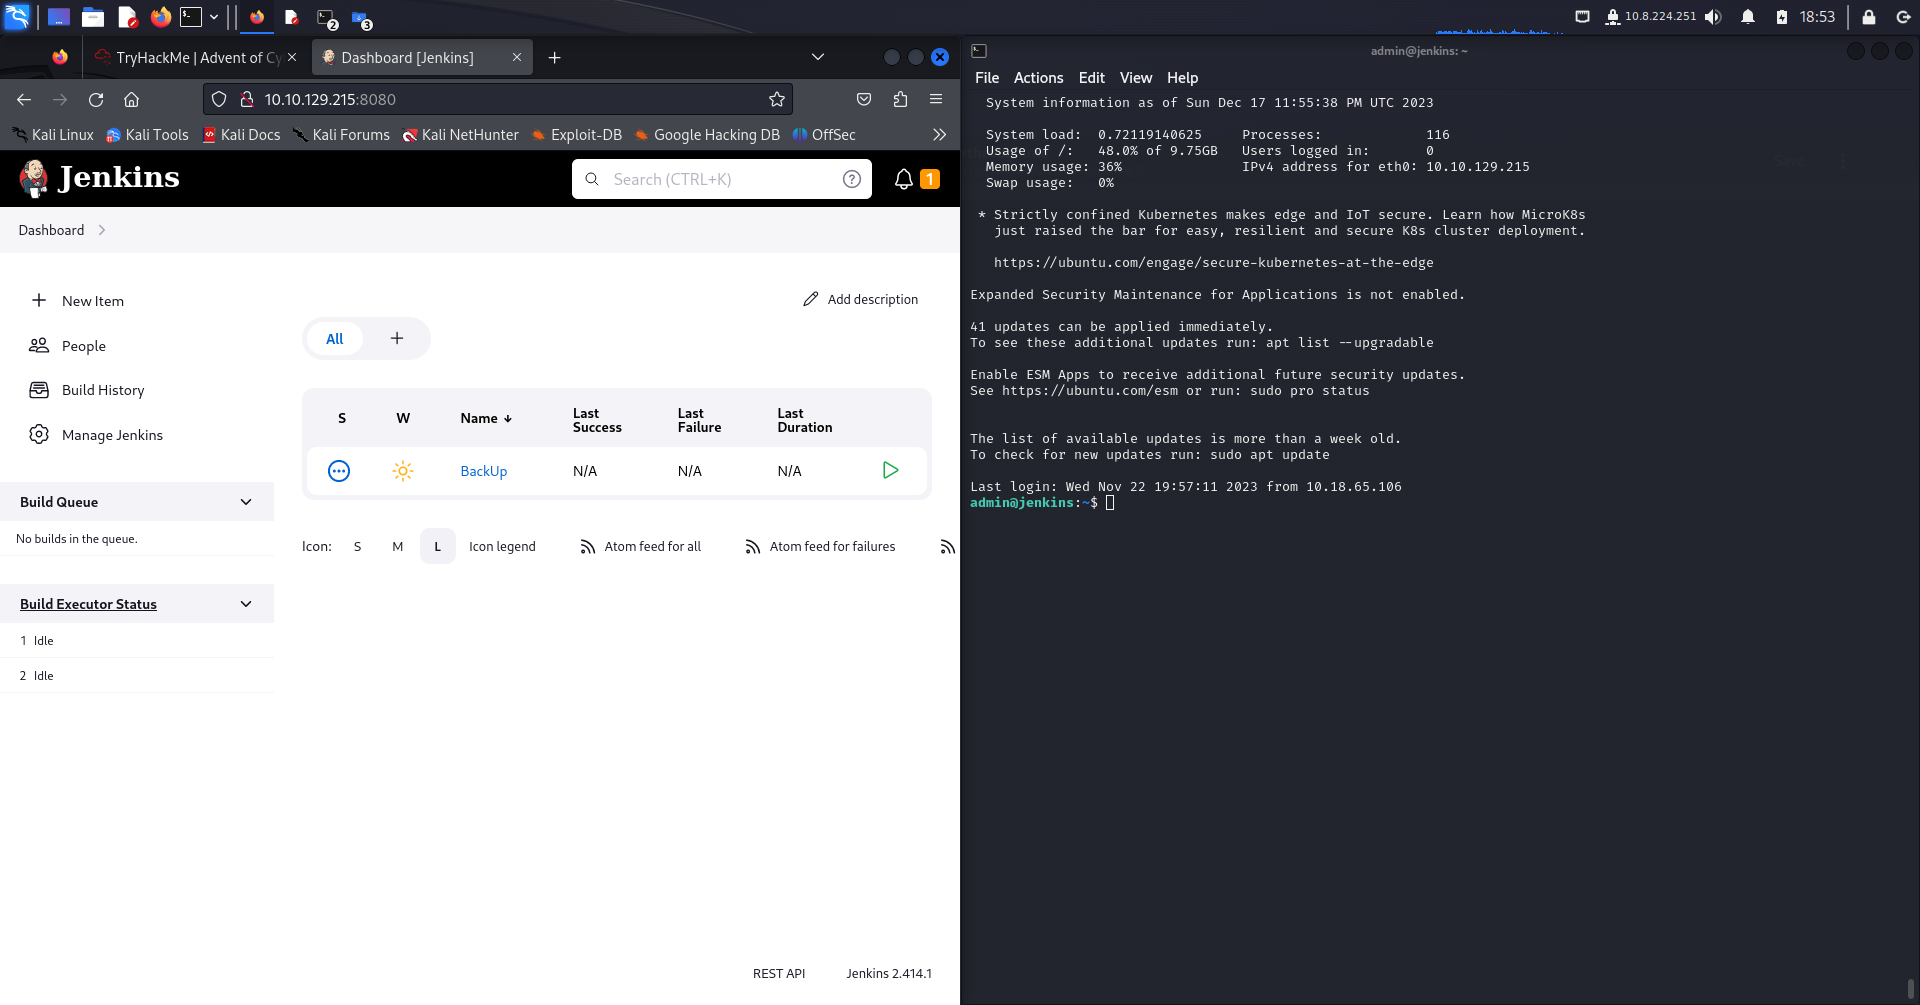 10.8.224.251
18:53
2
3
TryHackMe | Advent of Cy
Dashboard [Jenkins]
10.10.129.215:8080
Kali Linux
Kali Tools
Kali Docs
Kali Forums
Kali NetHunter
Exploit-DB
Google Hacking DB
OffSec
Jenkins
Search (CTRL+K)
1
Dashboard
New Item
People
Build History
Manage Jenkins
Build Queue
No builds in the queue.
Build Executor Status
1 Idle
2 Idle
Add description
All
S W Name ↓ Last Success Last Failure Last Duration
BackUp N/A N/A N/A
Icon: S M L Icon legend Atom feed for all Atom feed for failures
REST API Jenkins 2.414.1
admin@jenkins: ~
File Actions Edit View Help
System information as of Sun Dec 17 11:55:38 PM UTC 2023
System load: 0.72119140625 Processes: 116
Usage of /: 48.0% of 9.75GB Users logged in: 0
Memory usage: 36% IPv4 address for eth0: 10.10.129.215
Swap usage: 0%
* Strictly confined Kubernetes makes edge and IoT secure. Learn how MicroK8s
just raised the bar for easy, resilient and secure K8s cluster deployment.
https://ubuntu.com/engage/secure-kubernetes-at-the-edge
Expanded Security Maintenance for Applications is not enabled.
41 updates can be applied immediately.
To see these additional updates run: apt list --upgradable
Enable ESM Apps to receive additional future security updates.
See https://ubuntu.com/esm or run: sudo pro status
The list of available updates is more than a week old.
To check for new updates run: sudo apt update
Last login: Wed Nov 22 19:57:11 2023 from 10.18.65.106
admin@jenkins:~$